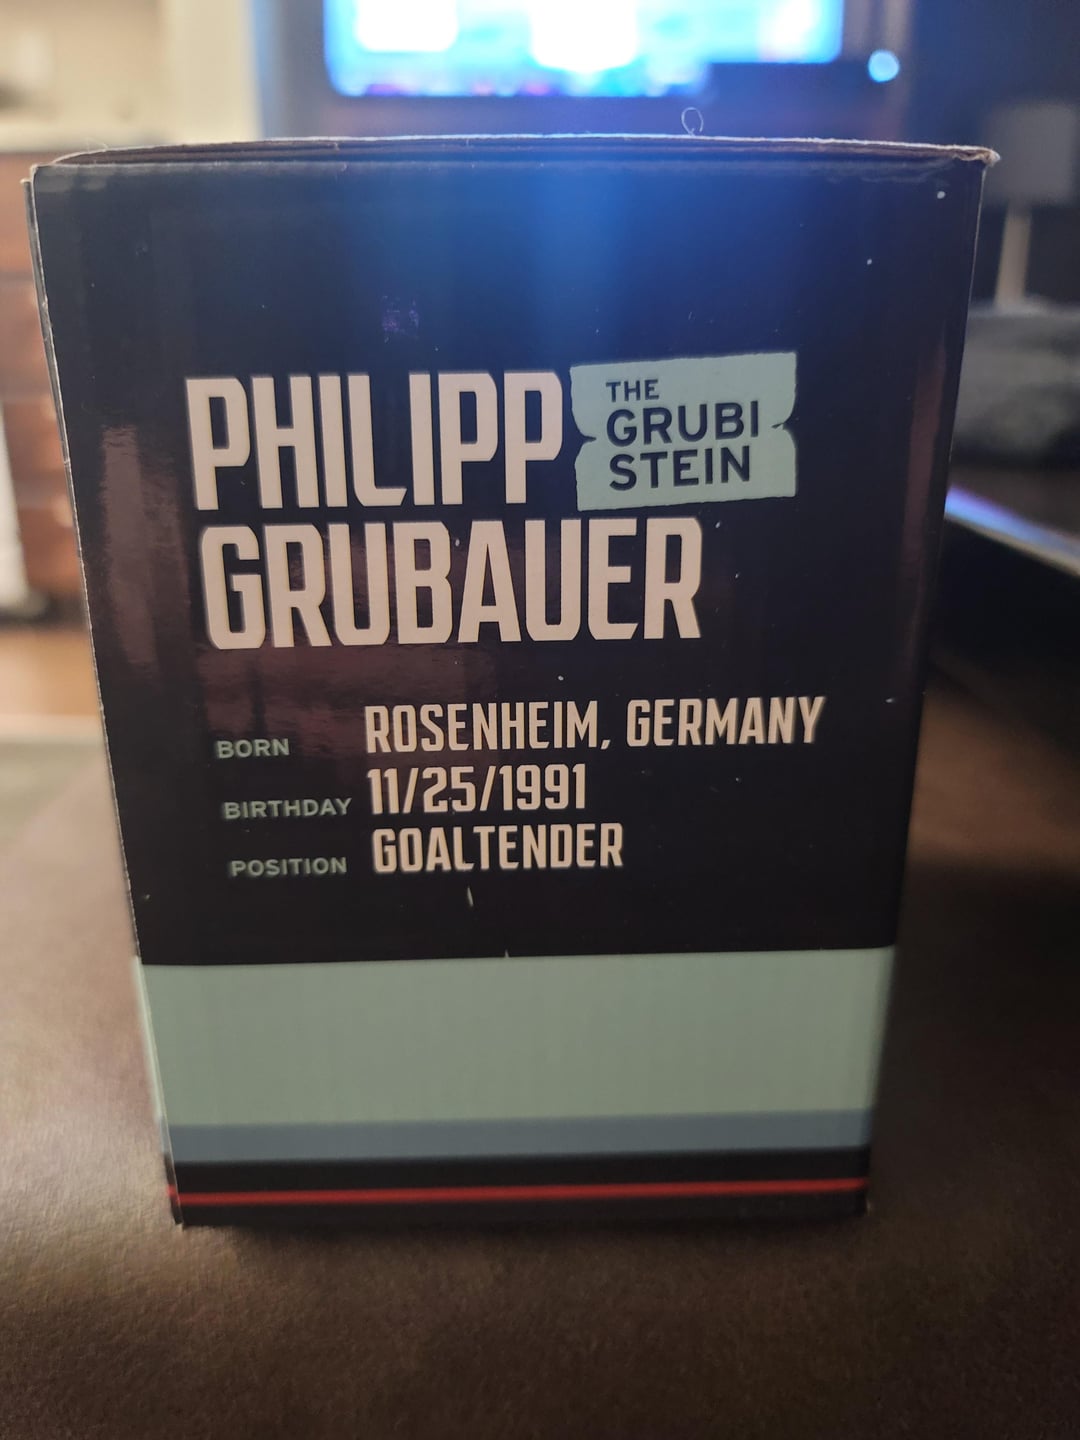 PHILIPP
THE
GRUBI
STEIN
GRUBAUER
BORN ROSENHEIM, GERMANY
BIRTHDAY 11/25/1991
POSITION GOALTENDER